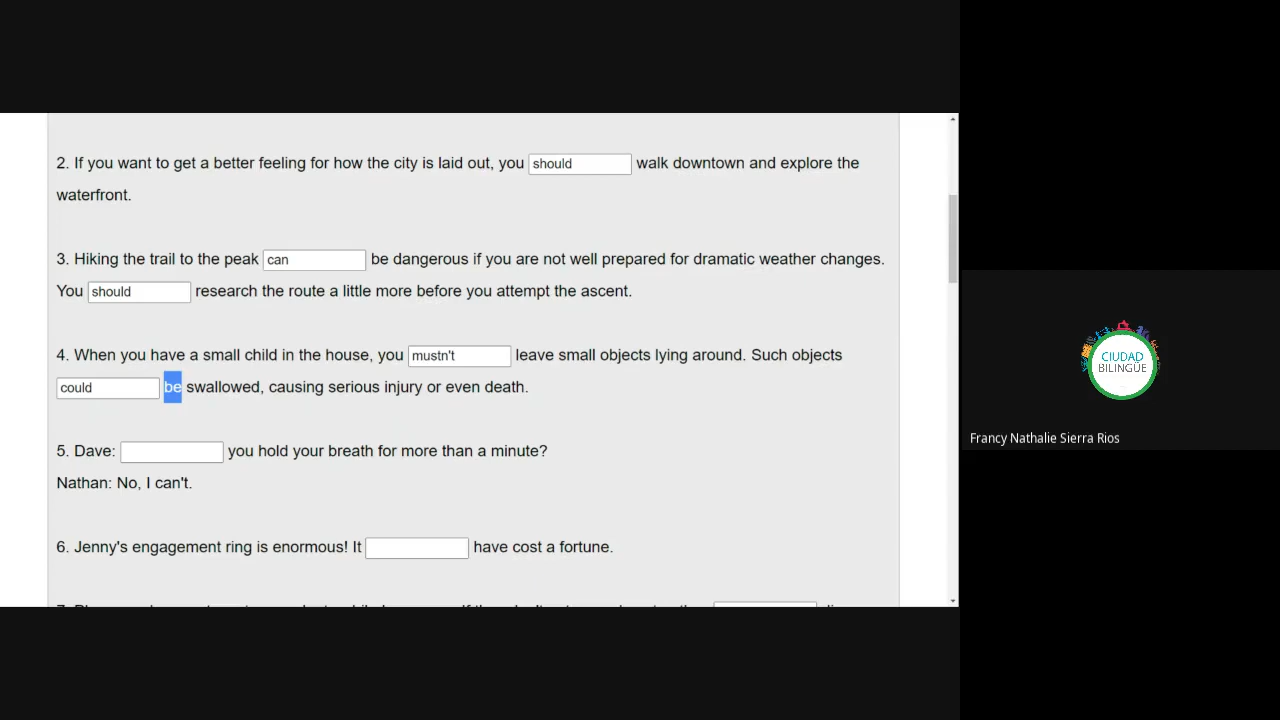 2. If you want to get a better feeling for how the city is laid out, you should walk downtown and explore the
waterfront.
3. Hiking the trail to the peak can be dangerous if you are not well prepared for dramatic weather changes.
You should research the route a little more before you attempt the ascent.
4. When you have a small child in the house, you mustn't leave small objects lying around. Such objects
could be swallowed, causing serious injury or even death.
5. Dave: you hold your breath for more than a minute?
Nathan: No, I can't.
6. Jenny's engagement ring is enormous! It have cost a fortune.
CIUDAD
BILINGÜE
Francy Nathalie Sierra Rios